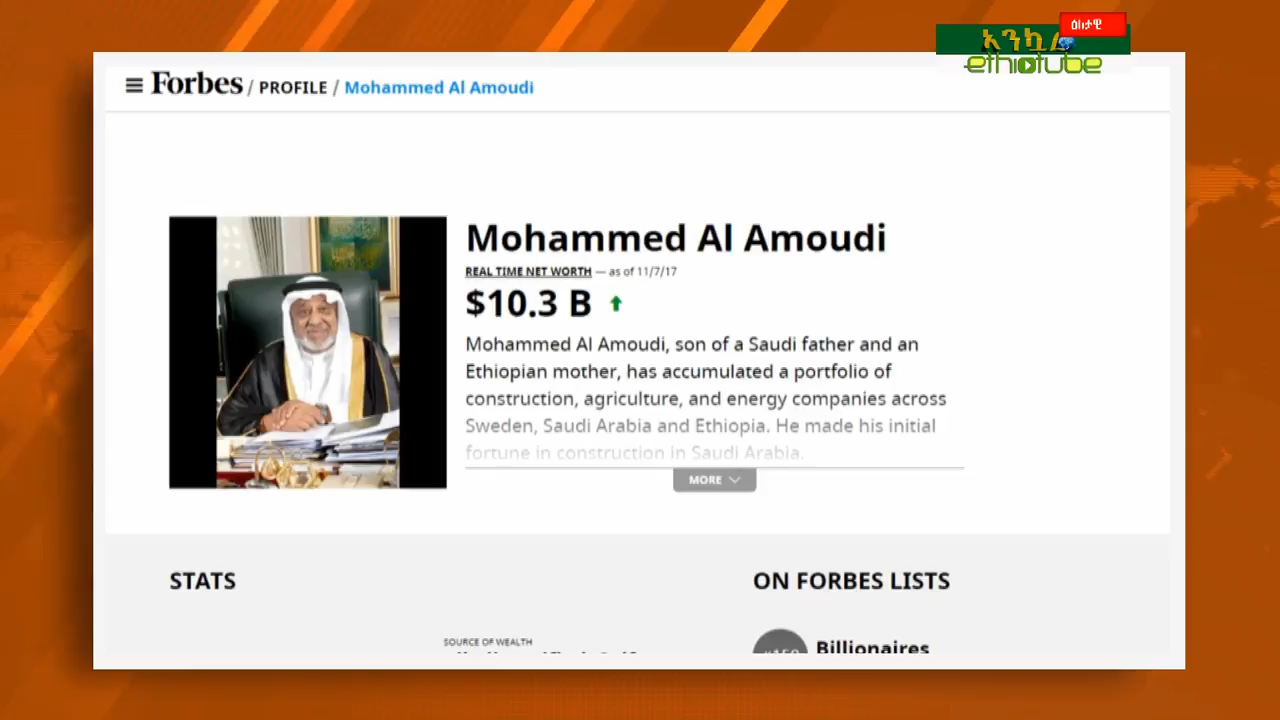 ዕለታዊ
አንኳር
ethiotube
Forbes / PROFILE / Mohammed Al Amoudi
Mohammed Al Amoudi
REAL TIME NET WORTH — as of 11/7/17
$10.3 B
Mohammed Al Amoudi, son of a Saudi father and an
Ethiopian mother, has accumulated a portfolio of
construction, agriculture, and energy companies across
Sweden, Saudi Arabia and Ethiopia. He made his initial
fortune in construction in Saudi Arabia.
MORE
STATS
ON FORBES LISTS
SOURCE OF WEALTH
Billionaires